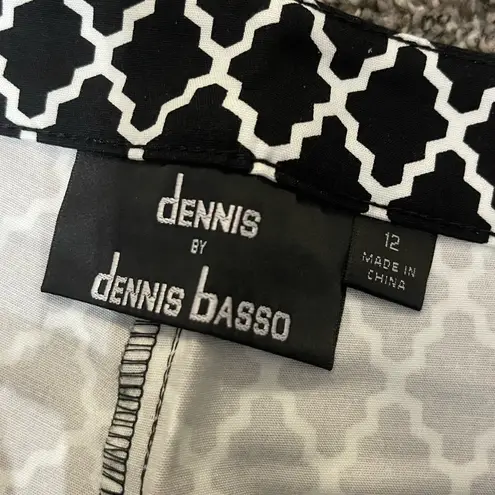 dENNIS
BY
dENNIS bASSO
12
MADE IN
CHINA